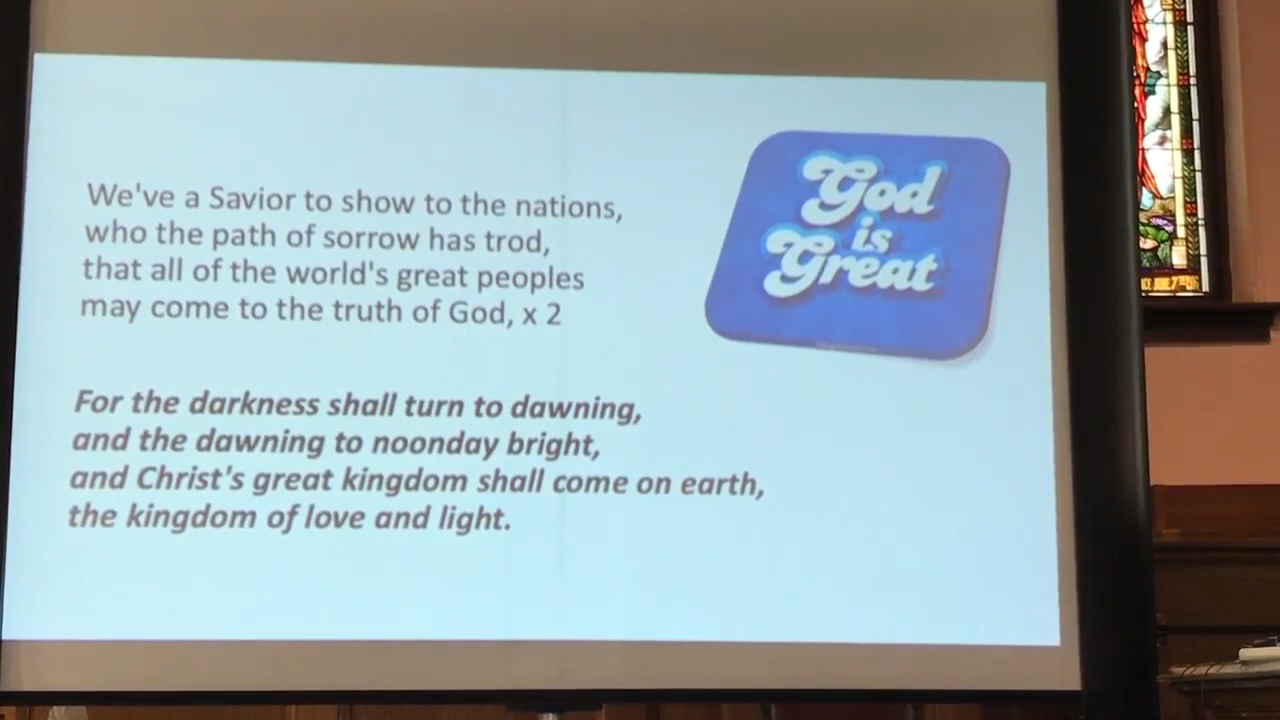 We've a Savior to show to the nations,
who the path of sorrow has trod,
that all of the world's great peoples
may come to the truth of God, x 2
God
is
Great
For the darkness shall turn to dawning,
and the dawning to noonday bright,
and Christ's great kingdom shall come on earth,
the kingdom of love and light.
JUNE 7TH